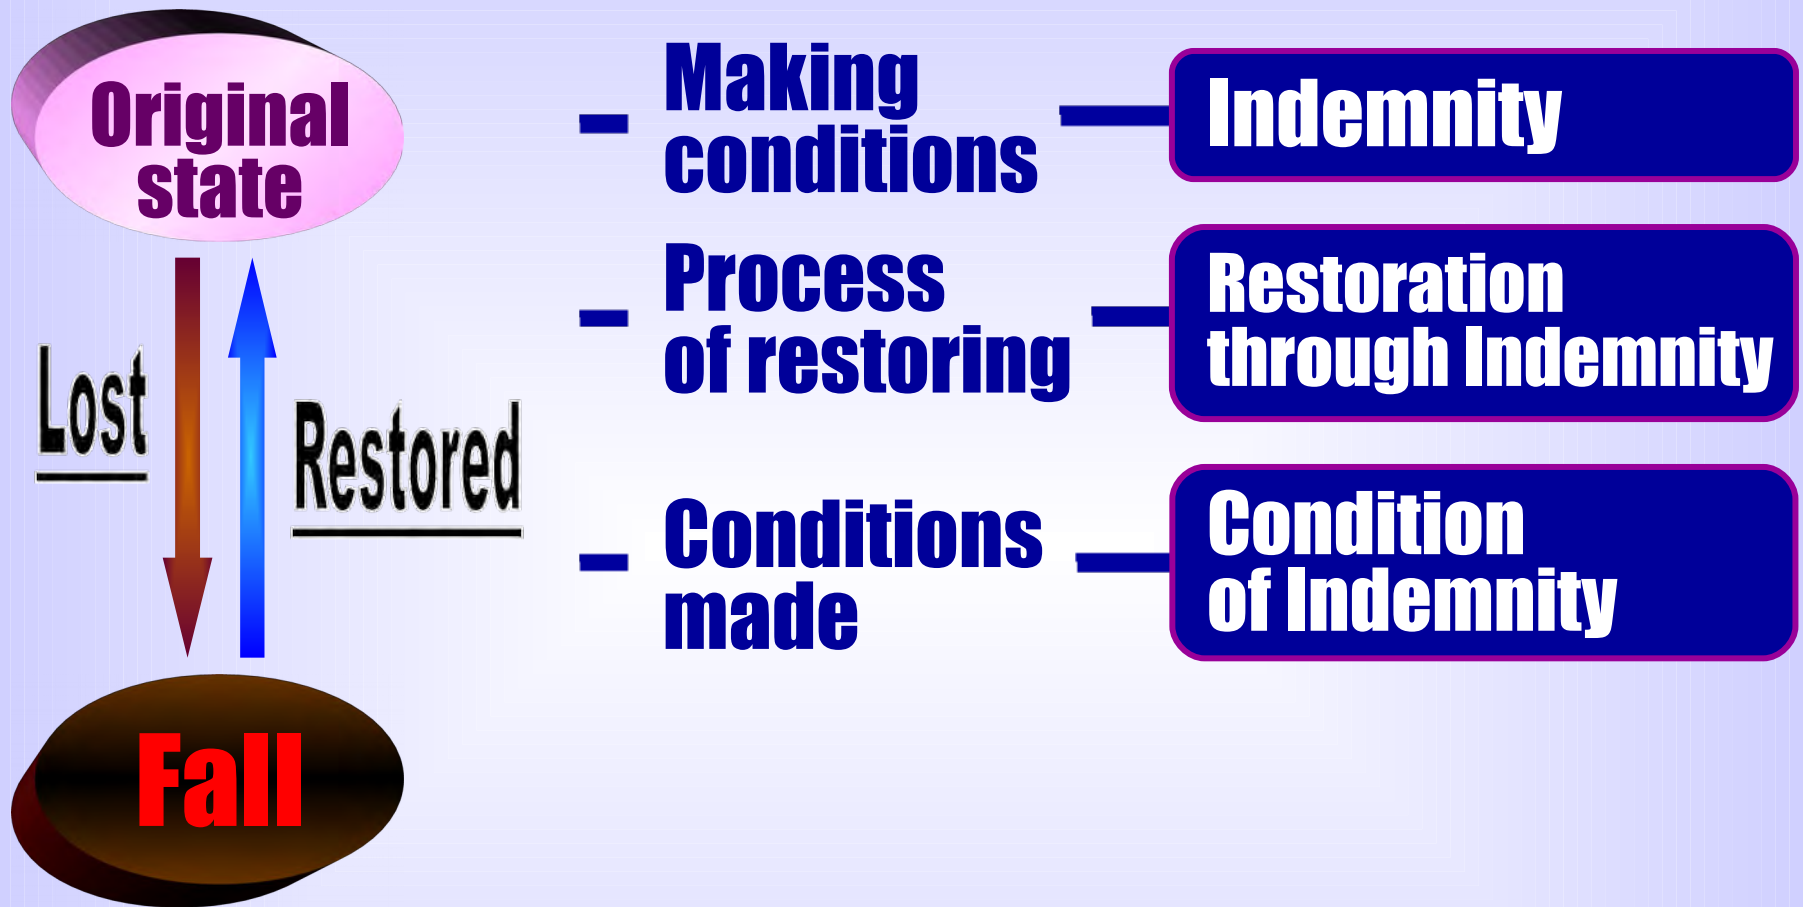 Original
state
Lost
Restored
Fall
Making
conditions
Indemnity
Process
of restoring
Restoration
through Indemnity
Conditions
made
Condition
of Indemnity